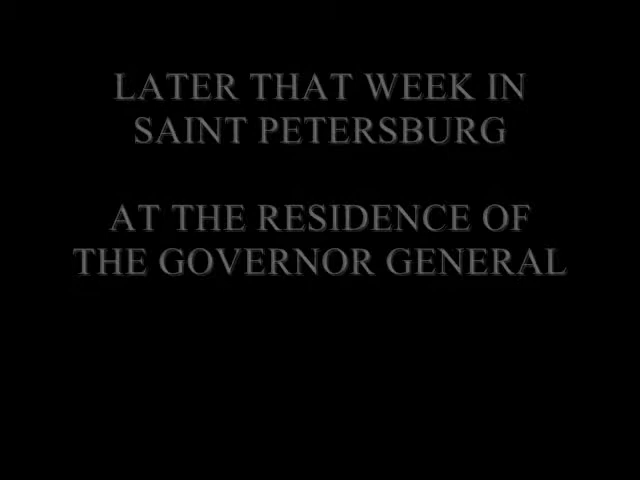 LATER THAT WEEK IN
SAINT PETERSBURG
AT THE RESIDENCE OF
THE GOVERNOR GENERAL